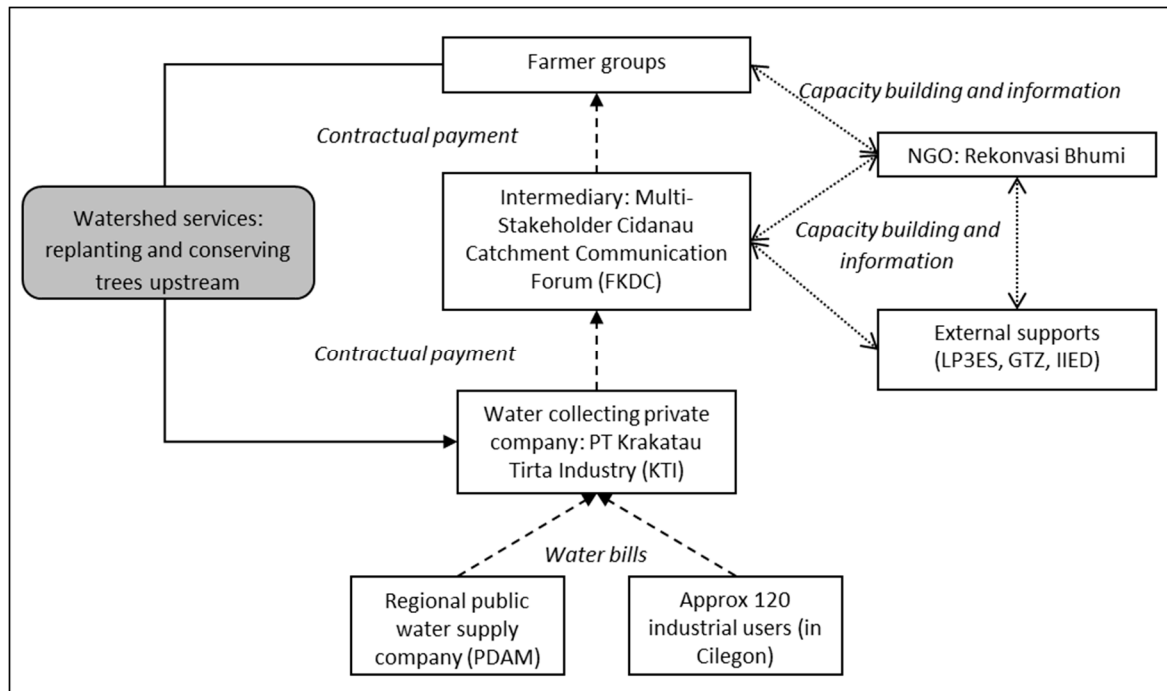 Farmer groups
Capacity building and information
Contractual payment
NGO: Rekonvasi Bhumi
Intermediary: Multi-
Stakeholder Cidanau
Catchment Communication
Forum (FKDC)
Watershed services:
replanting and conserving
trees upstream
Capacity building and
information
External supports
(LP3ES, GTZ, IIED)
Contractual payment
Water collecting private
company: PT Krakatau
Tirta Industry (KTI)
Water bills
Regional public
water supply
company (PDAM)
Approx 120
industrial users (in
Cilegon)